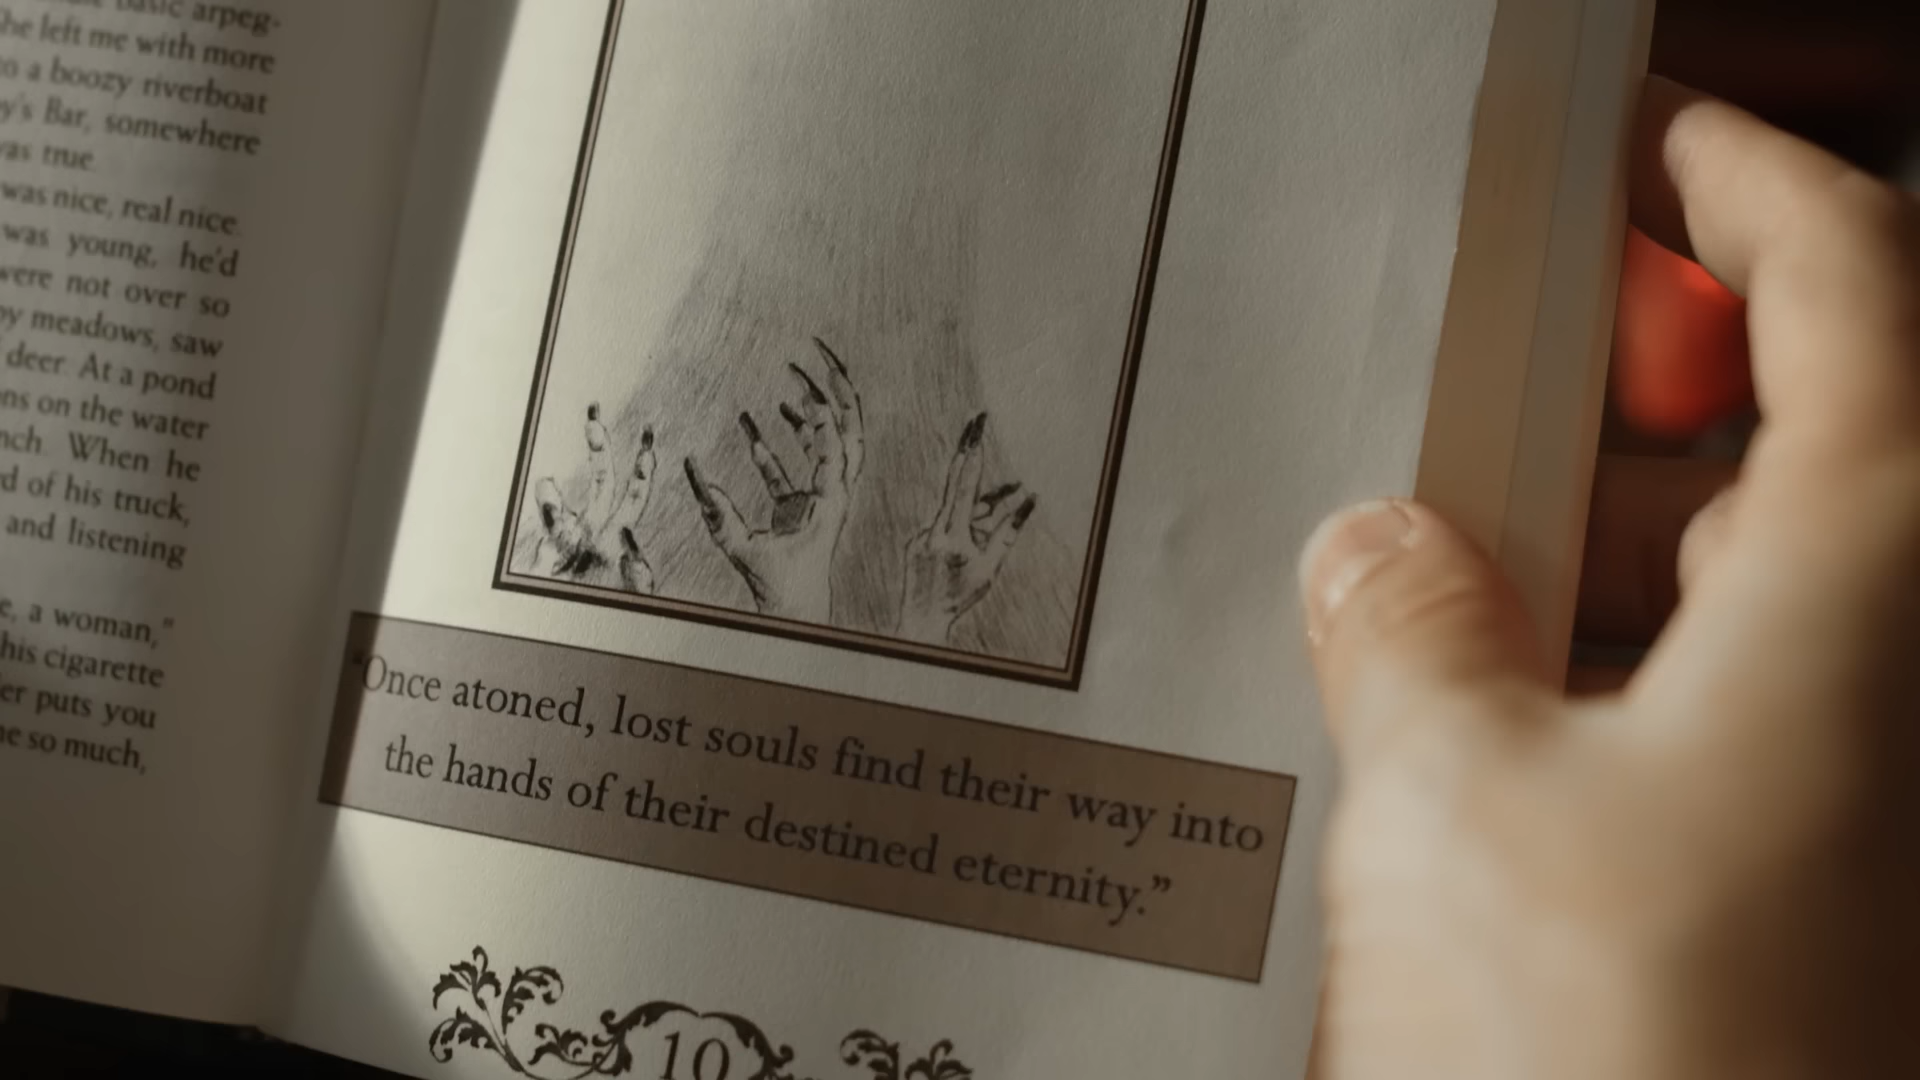 basic arpeg-
he left me with more
to a boozy riverboat
y's Bar, somewhere
was true.
was nice, real nice.
was young, he'd
were not over so
by meadows, saw
deer. At a pond
ns on the water
nch. When he
d of his truck,
and listening
e, a woman,"
his cigarette
er puts you
me so much,
"Once atoned, lost souls find their way into
the hands of their destined eternity.”
10